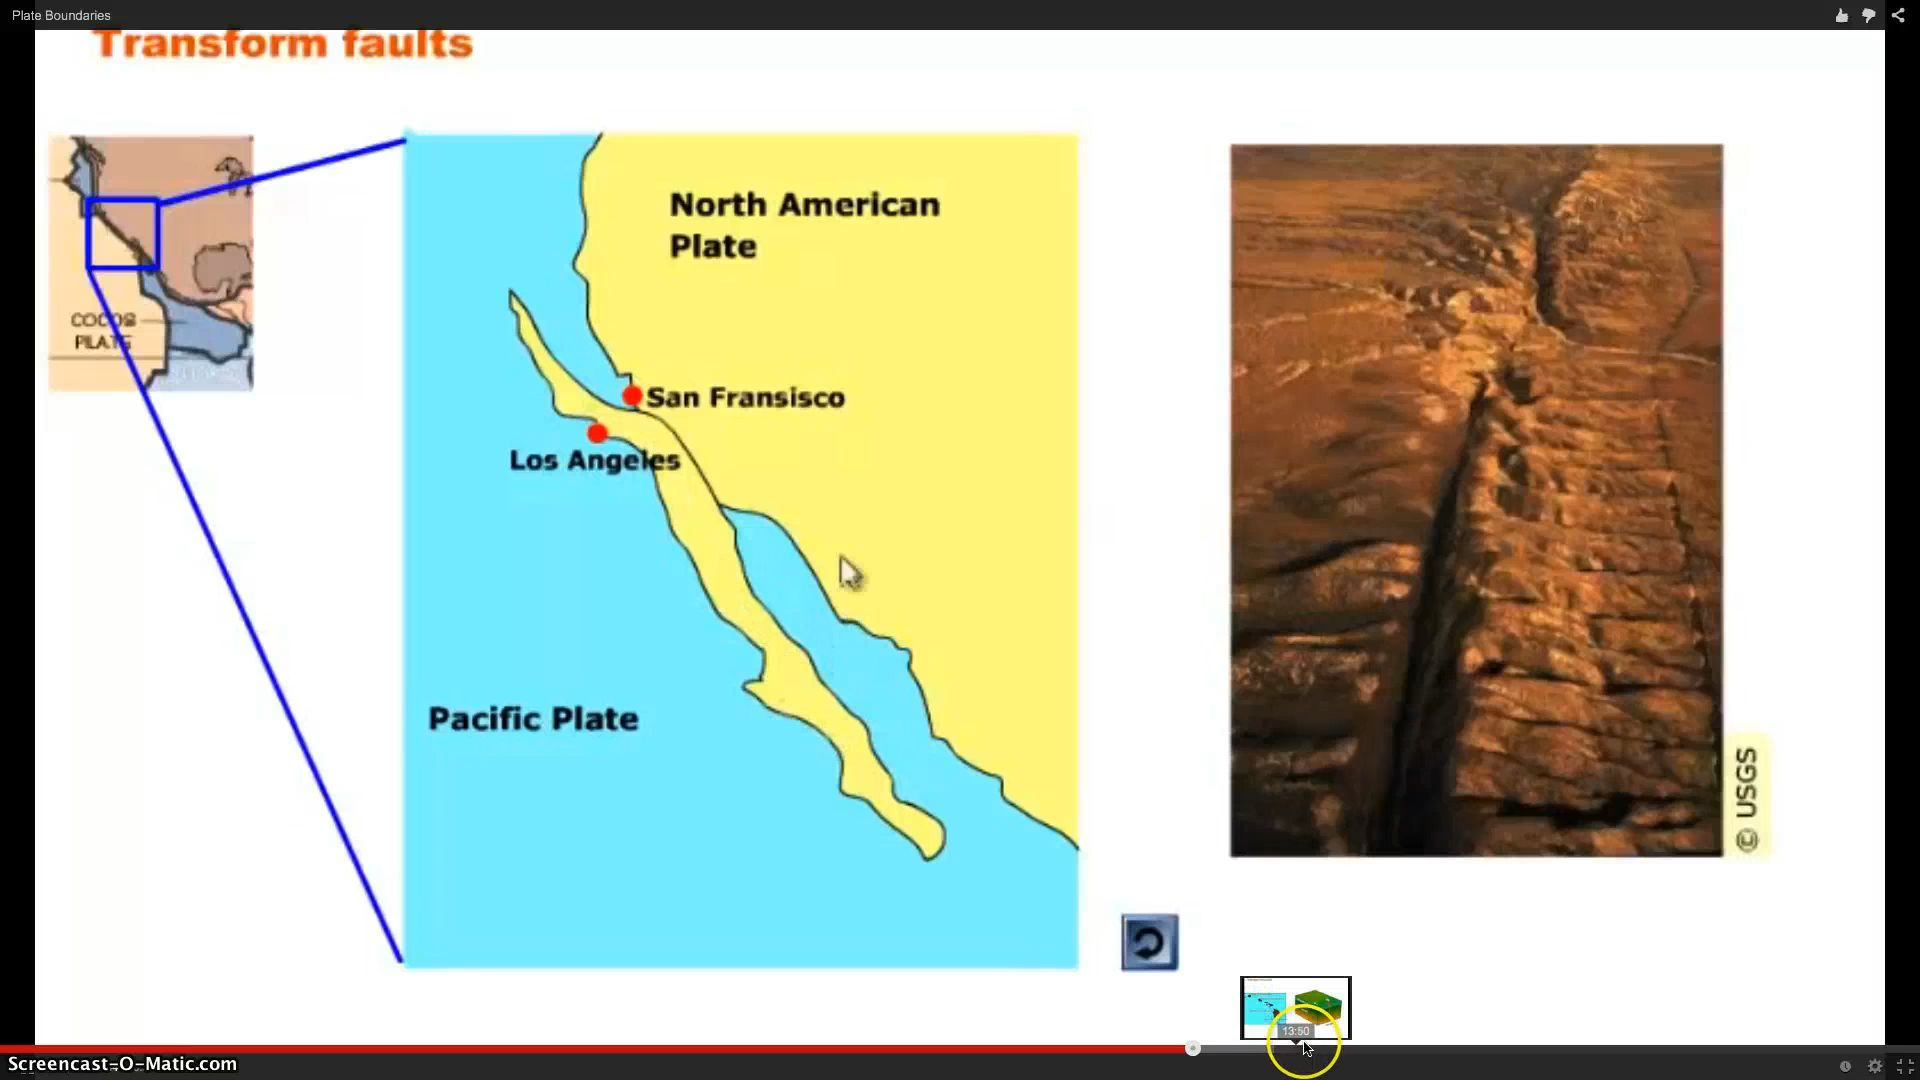 Plate Boundaries
Transform faults
North American
Plate
COCOS
PLATE
San Fransisco
Los Angeles
Pacific Plate
© USGS
13:50
Screencast-O-Matic.com